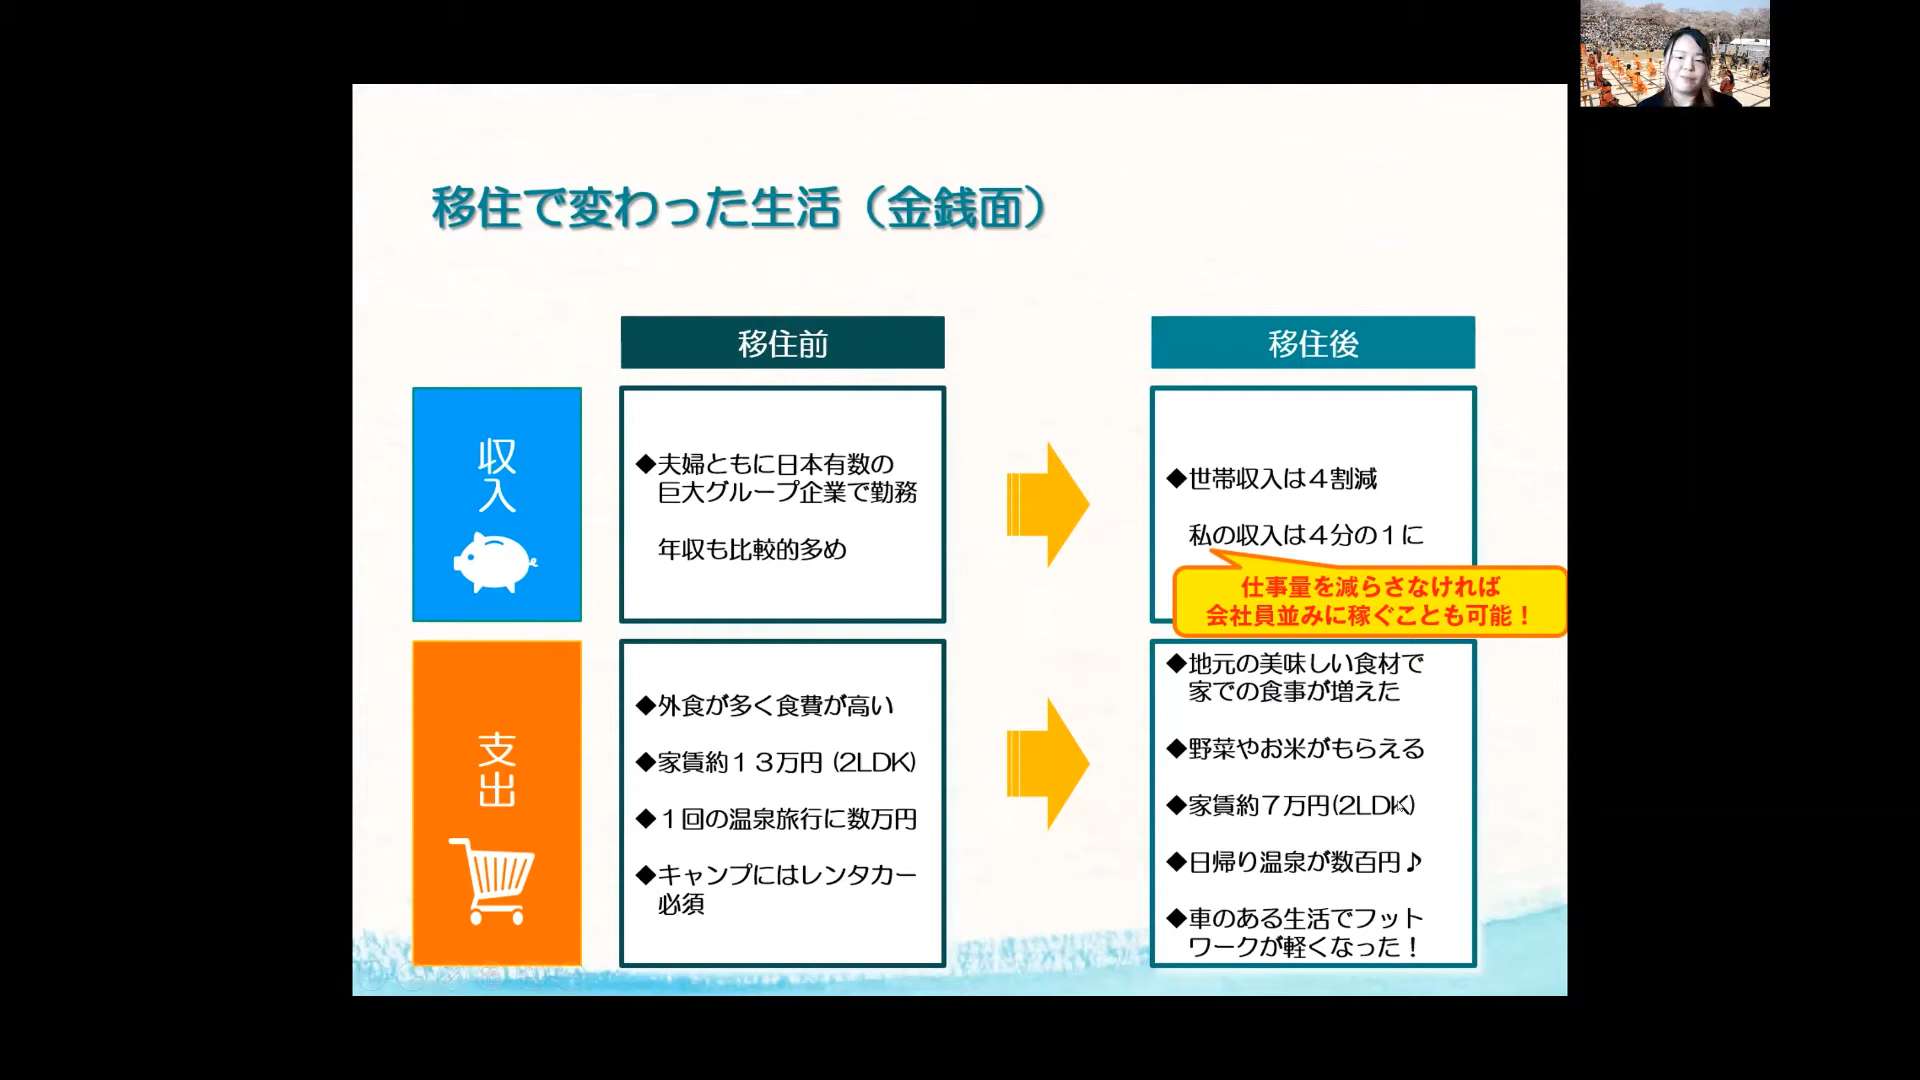 移住で変わった生活（金銭面）
移住前
移住後
収入
◆夫婦ともに日本有数の
巨大グループ企業で勤務
年収も比較的多め
◆世帯収入は４割減
私の収入は４分の１に
仕事量を減らさなければ
会社員並みに稼ぐことも可能！
支出
◆外食が多く食費が高い
◆家賃約１３万円 (2LDK)
◆１回の温泉旅行に数万円
◆キャンプにはレンタカー
必須
◆地元の美味しい食材で
家での食事が増えた
◆野菜やお米がもらえる
◆家賃約７万円(2LDK)
◆日帰り温泉が数百円♪
◆車のある生活でフット
ワークが軽くなった！